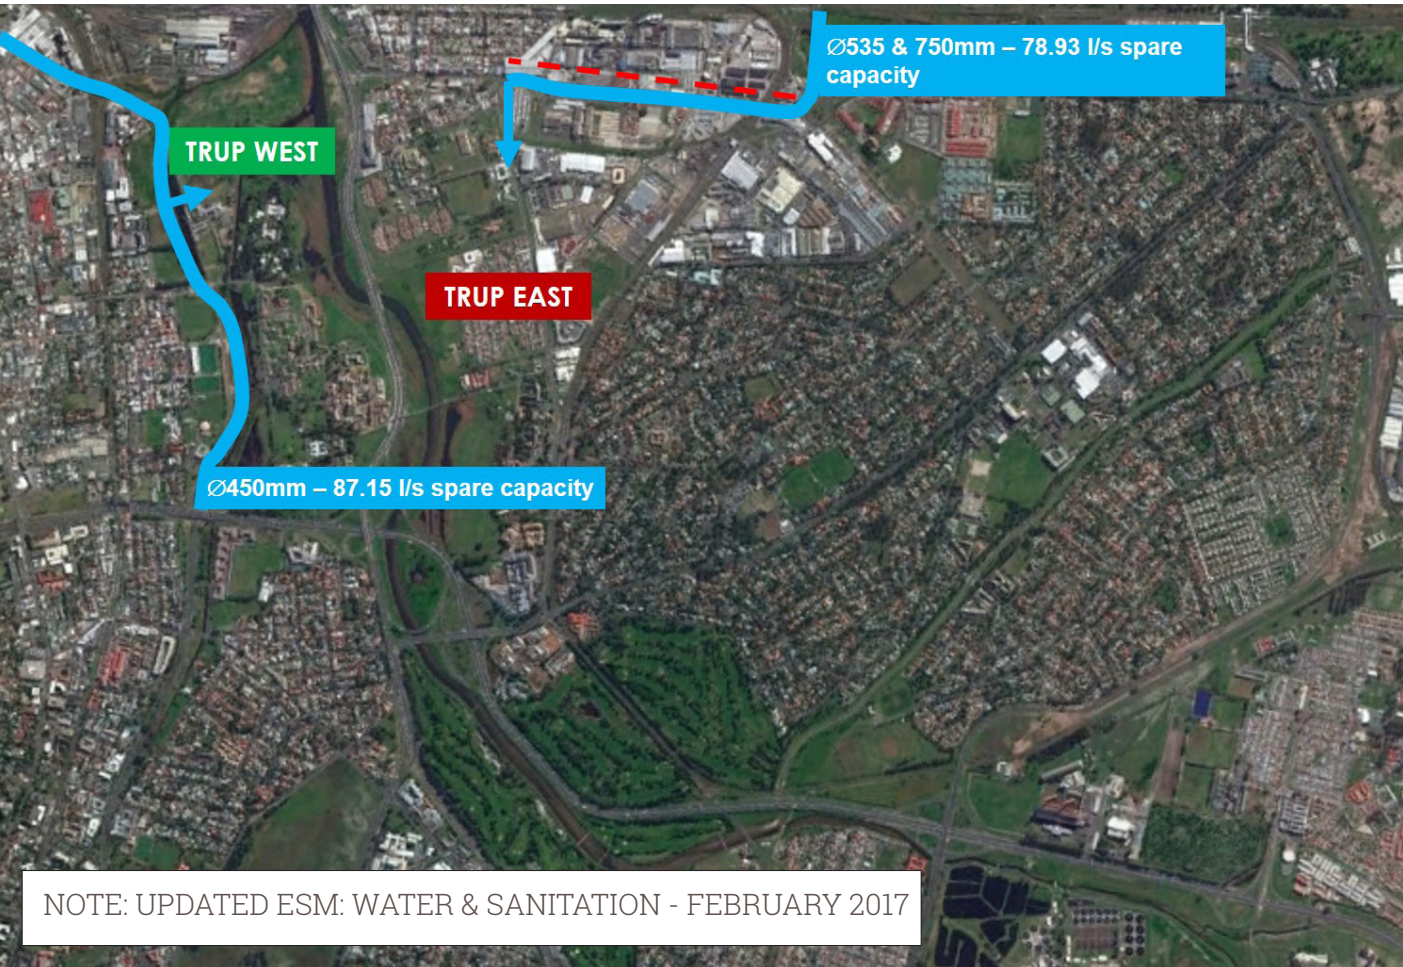 Ø535 & 750mm – 78.93 l/s spare
capacity
TRUP WEST
TRUP EAST
Ø450mm – 87.15 l/s spare capacity
NOTE: UPDATED ESM: WATER & SANITATION - FEBRUARY 2017